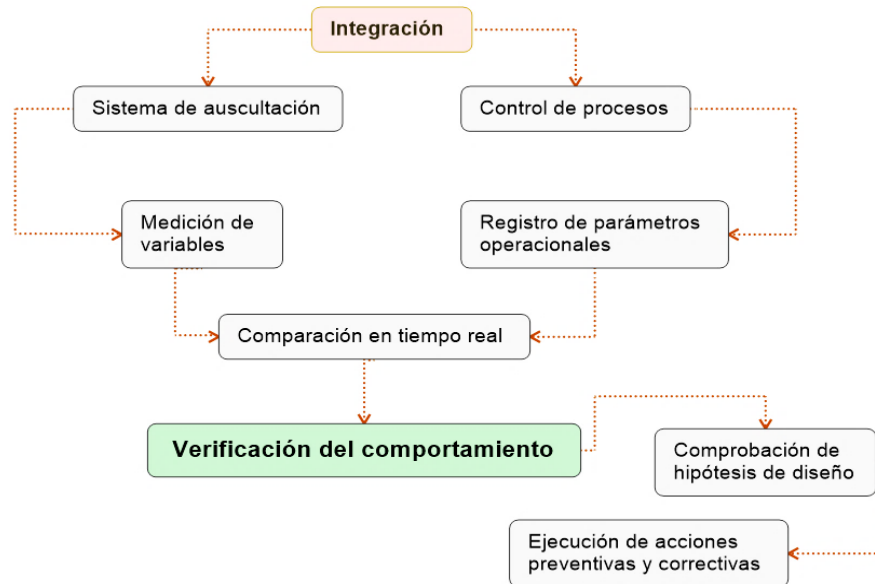 Integración
Sistema de auscultación
Control de procesos
Medición de
variables
Registro de parámetros
operacionales
Comparación en tiempo real
Verificación del comportamiento
Comprobación de
hipótesis de diseño
Ejecución de acciones
preventivas y correctivas